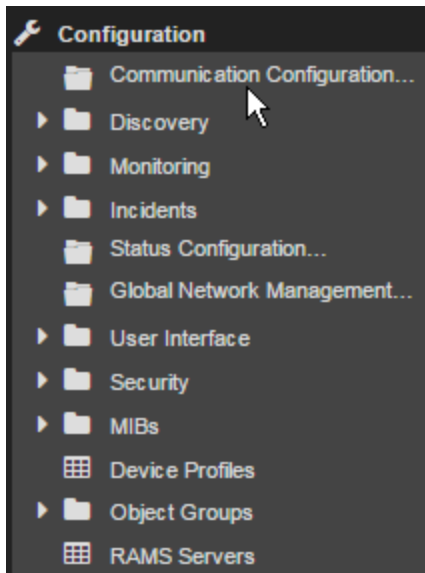 Configuration
Communication Configuration...
Discovery
Monitoring
Incidents
Status Configuration...
Global Network Management...
User Interface
Security
MIBs
Device Profiles
Object Groups
RAMS Servers